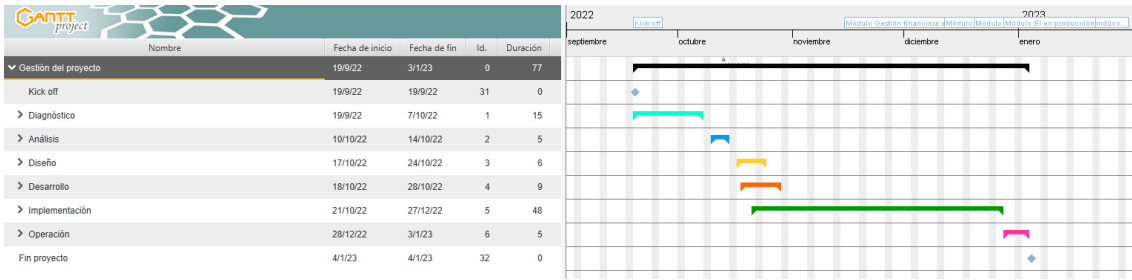 GANTT
project
Nombre Fecha de inicio Fecha de fin Id. Duración
Gestión del proyecto 19/9/22 3/1/23 0 77
Kick off 19/9/22 19/9/22 31 0
Diagnóstico 19/9/22 7/10/22 1 15
Análisis 10/10/22 14/10/22 2 5
Diseño 17/10/22 24/10/22 3 6
Desarrollo 18/10/22 28/10/22 4 9
Implementación 21/10/22 27/12/22 5 48
Operación 28/12/22 3/1/23 6 5
Fin proyecto 4/1/23 4/1/23 32 0
2022 2023
Kick off Módulo Gestión financiera Módulo Módulo Módulo BI en producción
septiembre octubre noviembre diciembre enero